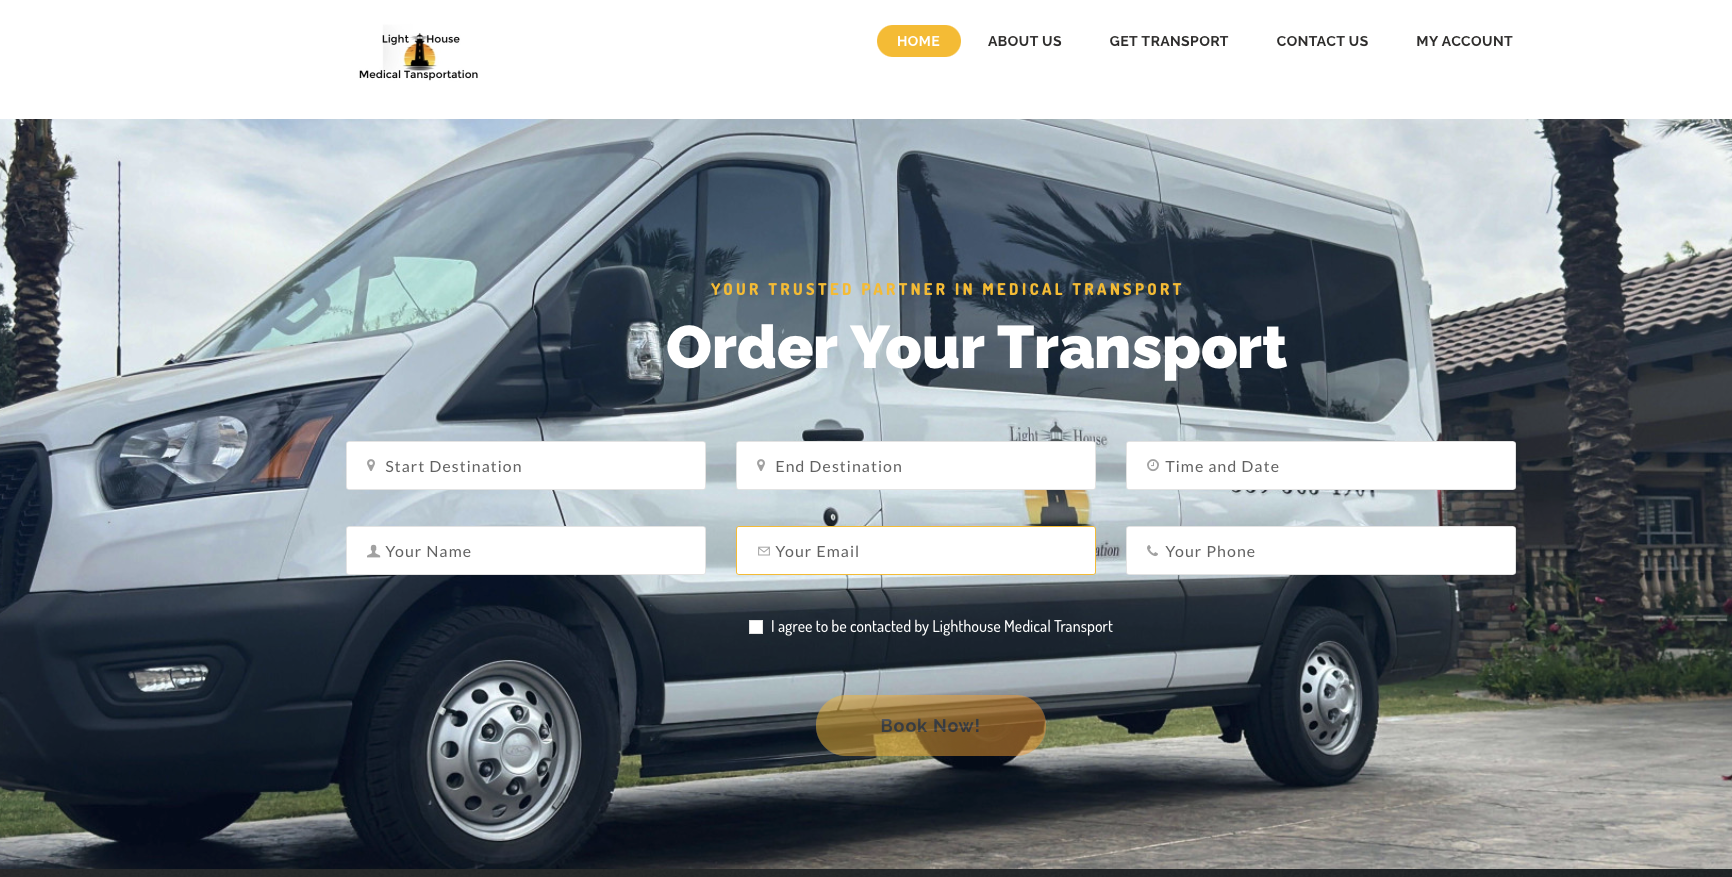 Light House
Medical Tansportation
HOME
ABOUT US
GET TRANSPORT
CONTACT US
MY ACCOUNT
YOUR TRUSTED PARTNER IN MEDICAL TRANSPORT
Order Your Transport
Light House
Start Destination
End Destination
Time and Date
Your Name
Your Email
Your Phone
I agree to be contacted by Lighthouse Medical Transport
Book Now!